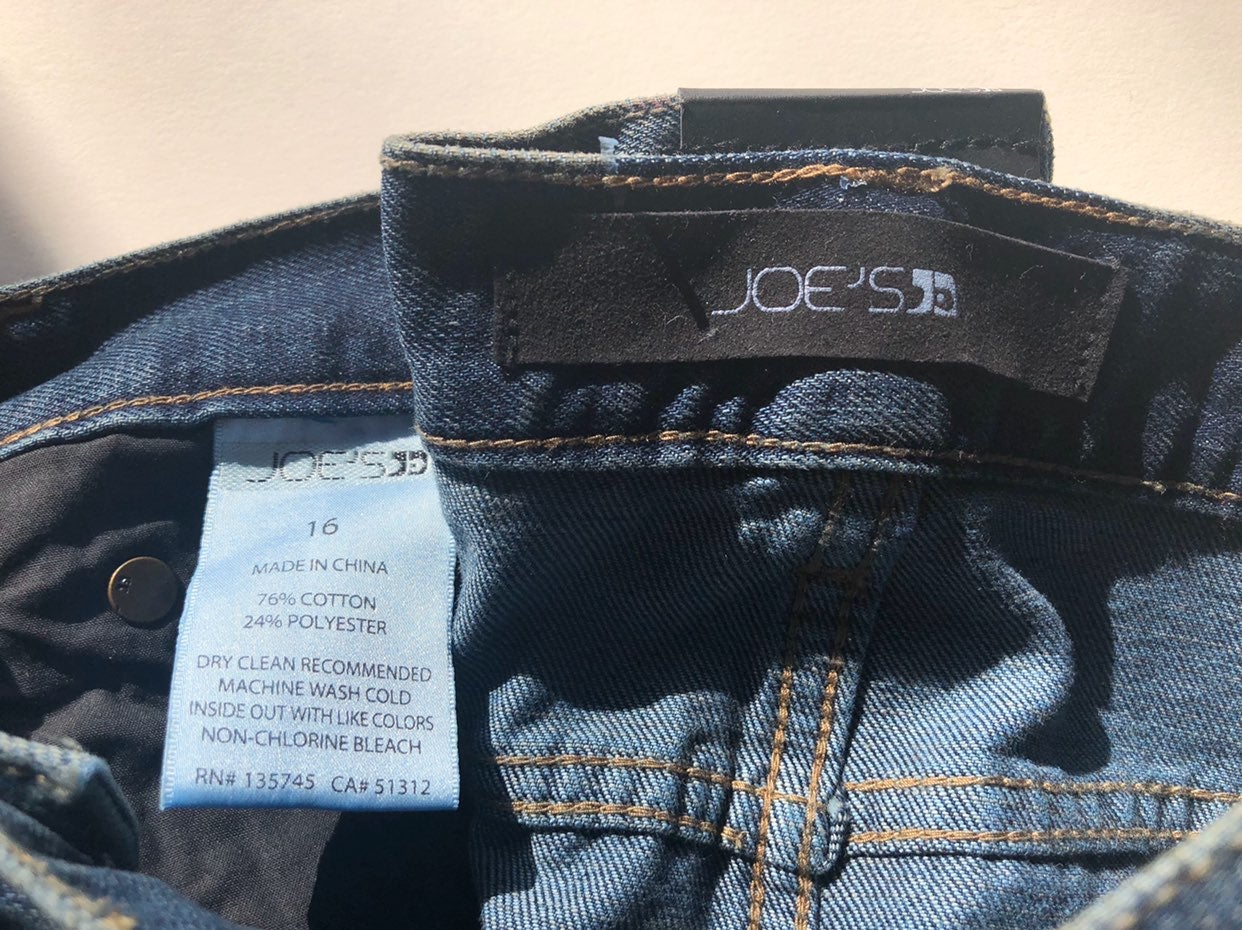 JOE'S
JOE'S
16
MADE IN CHINA
76% COTTON
24% POLYESTER
DRY CLEAN RECOMMENDED
MACHINE WASH COLD
INSIDE OUT WITH LIKE COLORS
NON-CHLORINE BLEACH
RN# 135745 CA# 51312